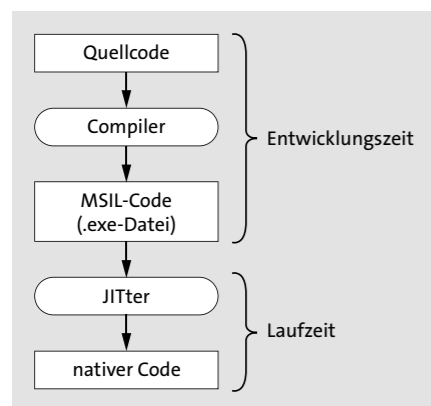 Quellcode
Compiler
Entwicklungszeit
MSIL-Code
(.exe-Datei)
JITter
Laufzeit
nativer Code